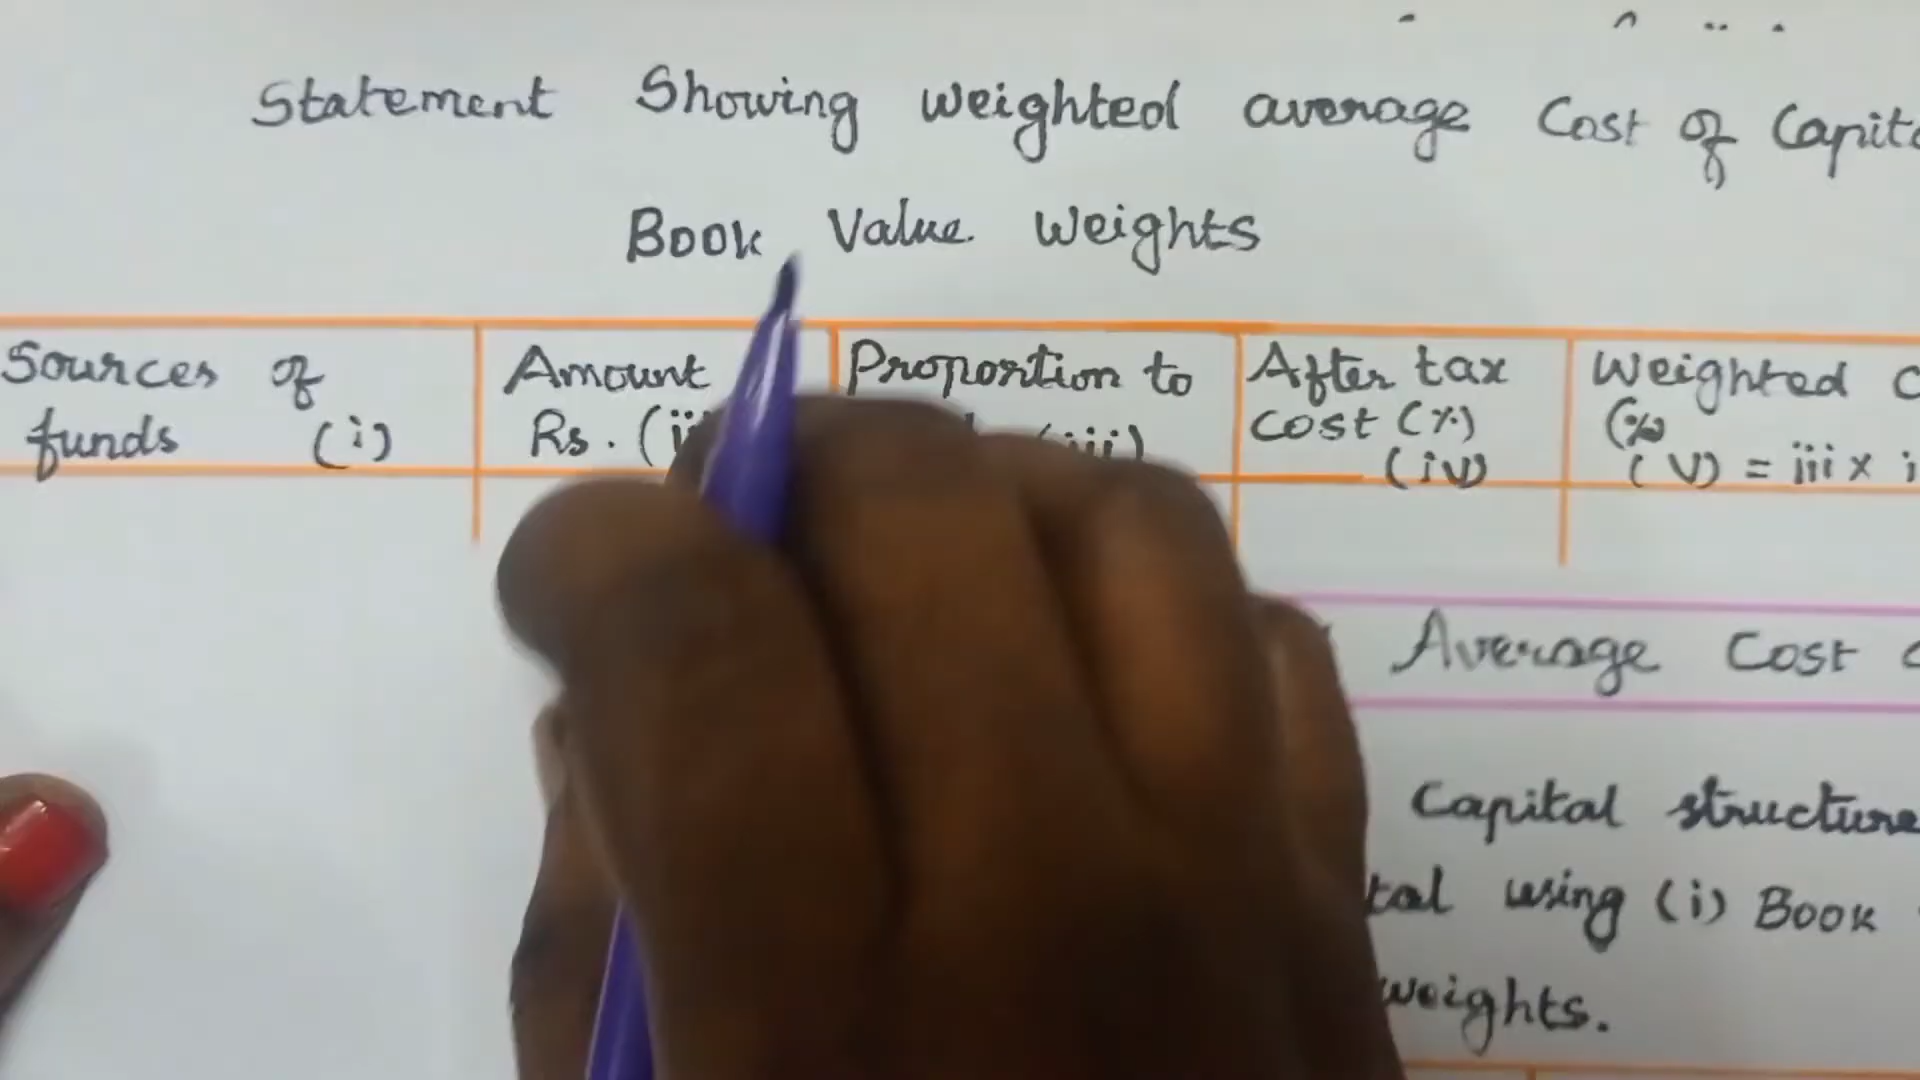 Statement Showing weighted average Cost of
Book Value Weights
Sources of funds (i)
Amount Rs.
Proportion to (iii)
After tax cost (%) (iv)
Weighted (%) (v) = iii x
Average Cost
Capital structure
using (i) Book
weights.